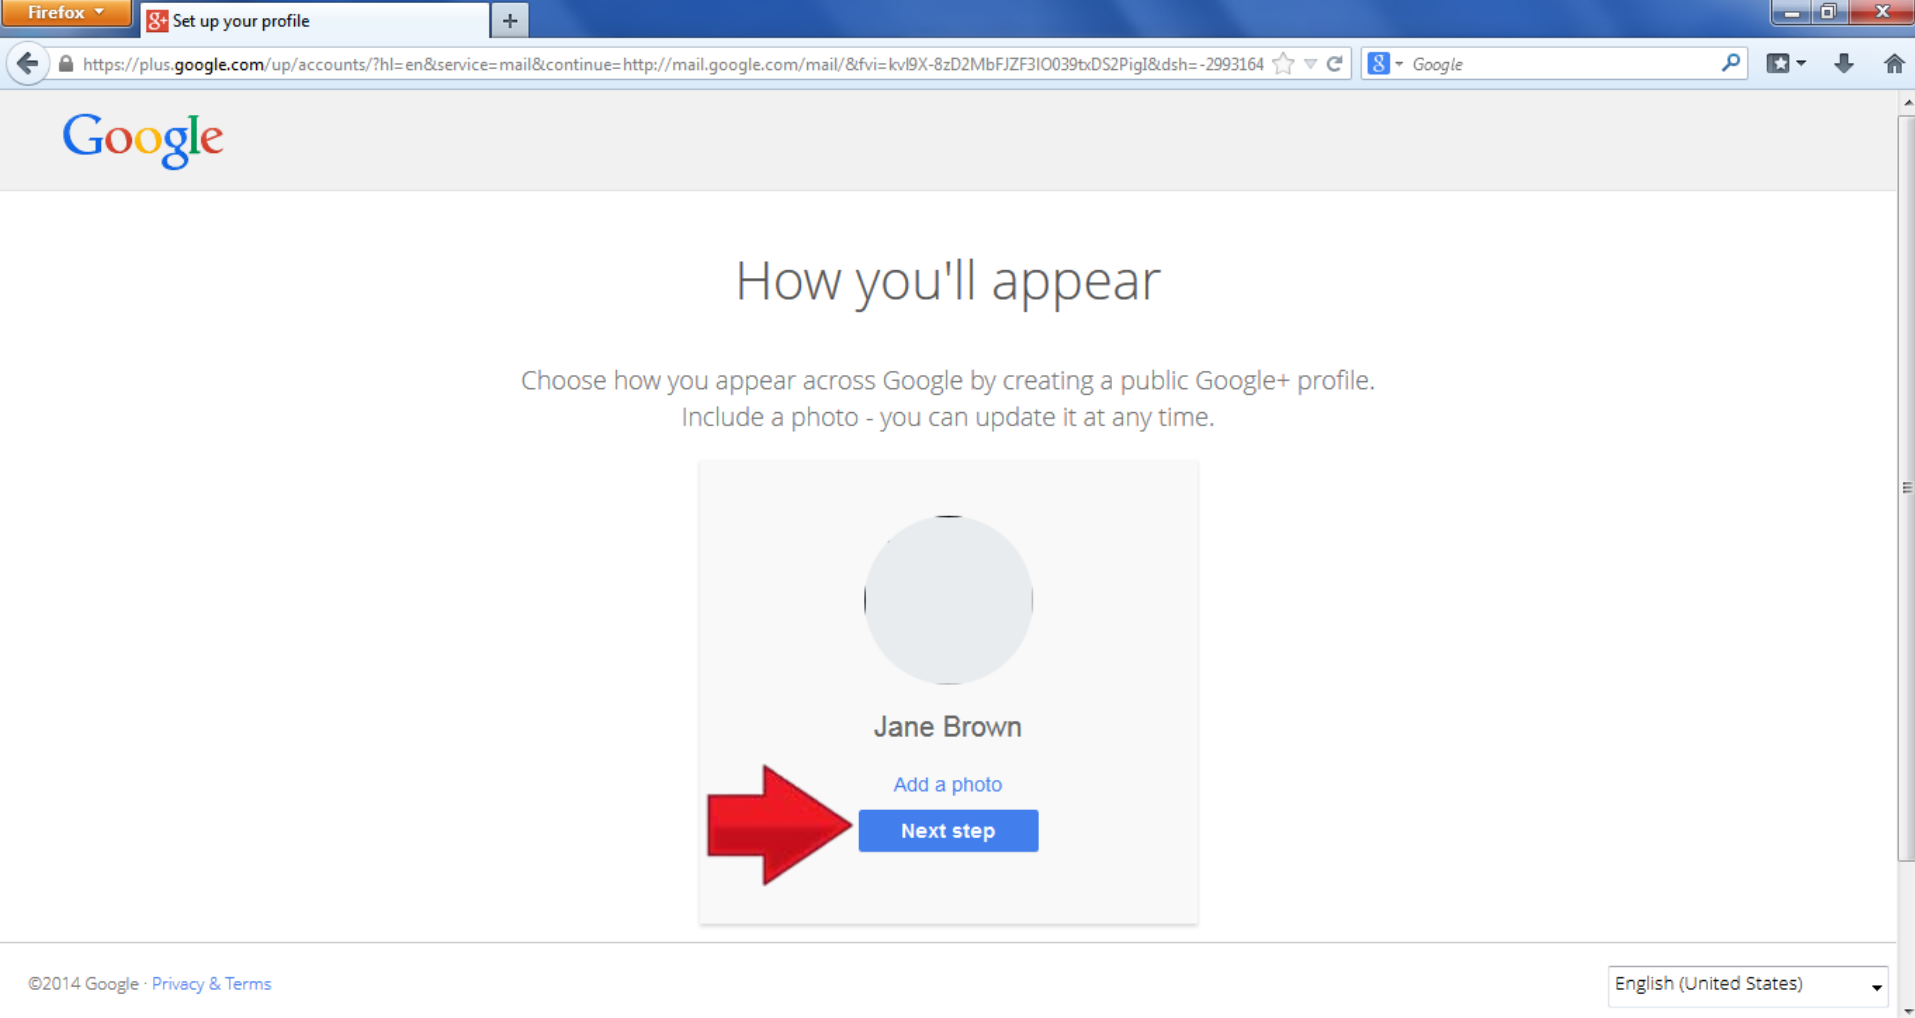 Firefox
8+ Set up your profile
https://plus.google.com/up/accounts/?hl=en&service=mail&continue=http://mail.google.com/mail/&fvi=kvI9X-8zD2MbFJZF3IO039txDS2PigI&dsh=-2993164
8 Google
Google
How you'll appear
Choose how you appear across Google by creating a public Google+ profile.
Include a photo - you can update it at any time.
Jane Brown
Add a photo
Next step
©2014 Google · Privacy & Terms
English (United States)